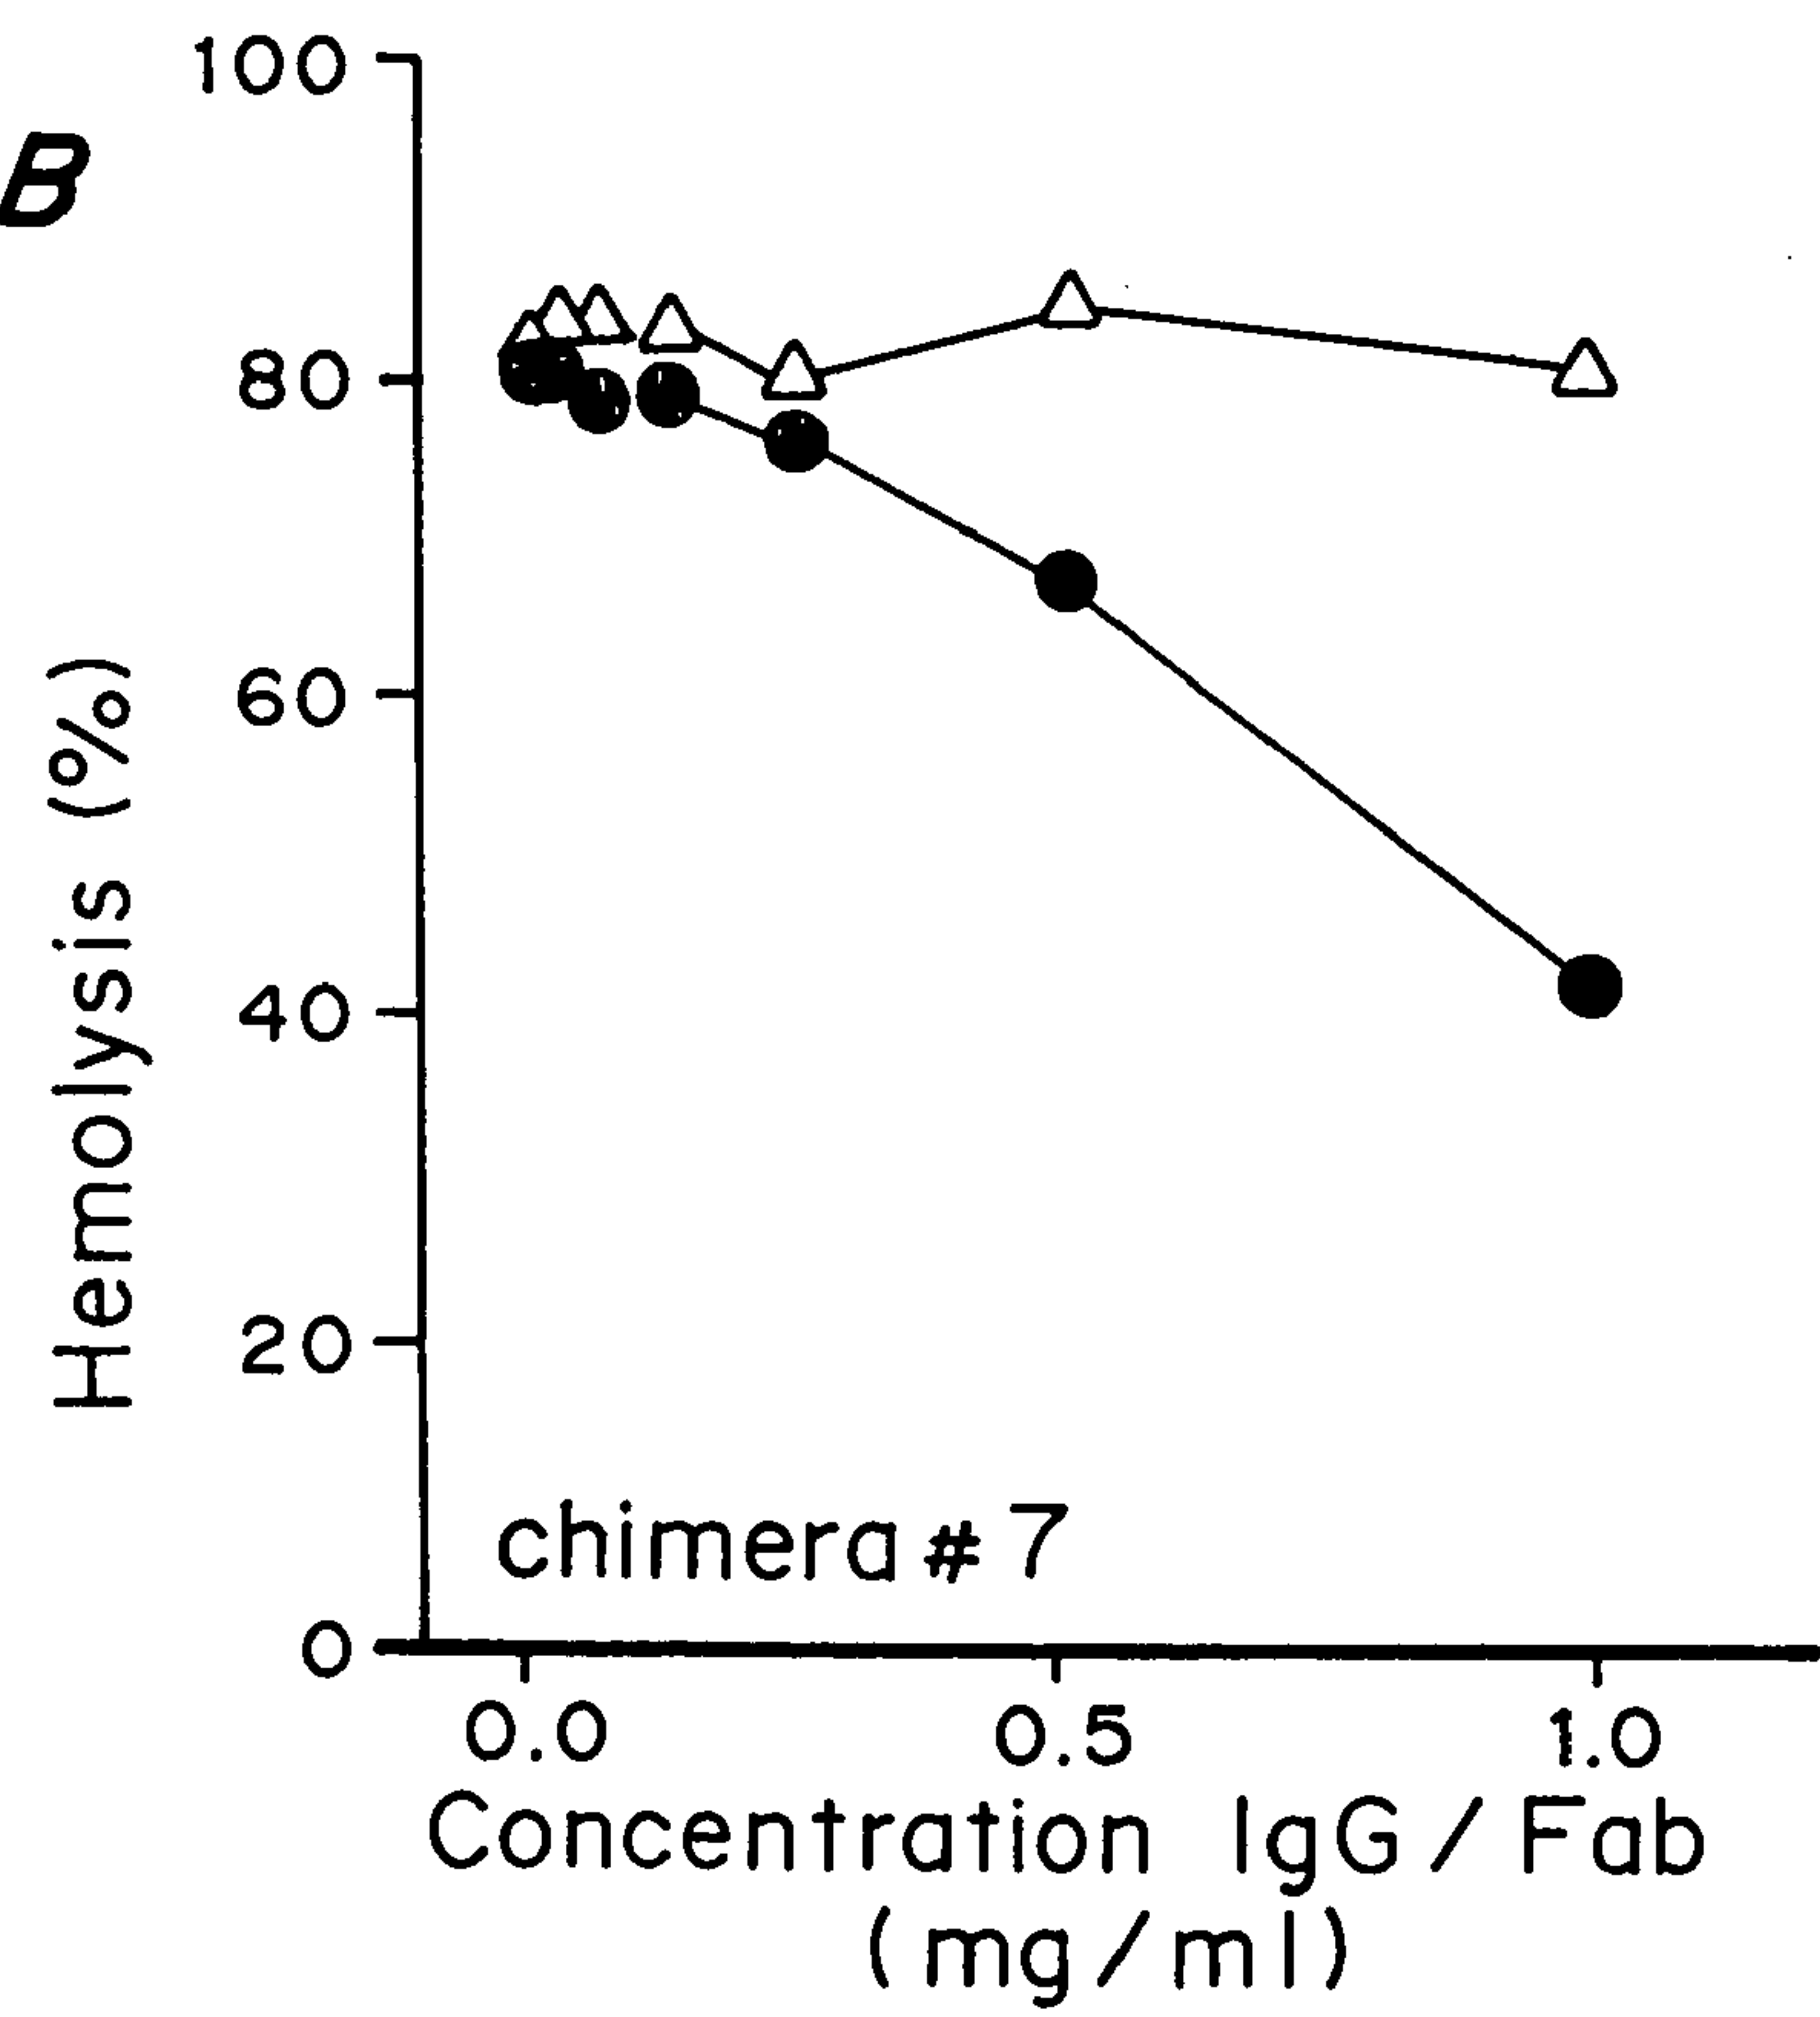 B
100
80
60
40
20
0
Hemolysis (%)
chimera # 7
0.0 0.5 1.0
Concentration IgG / Fab
(mg/ml)